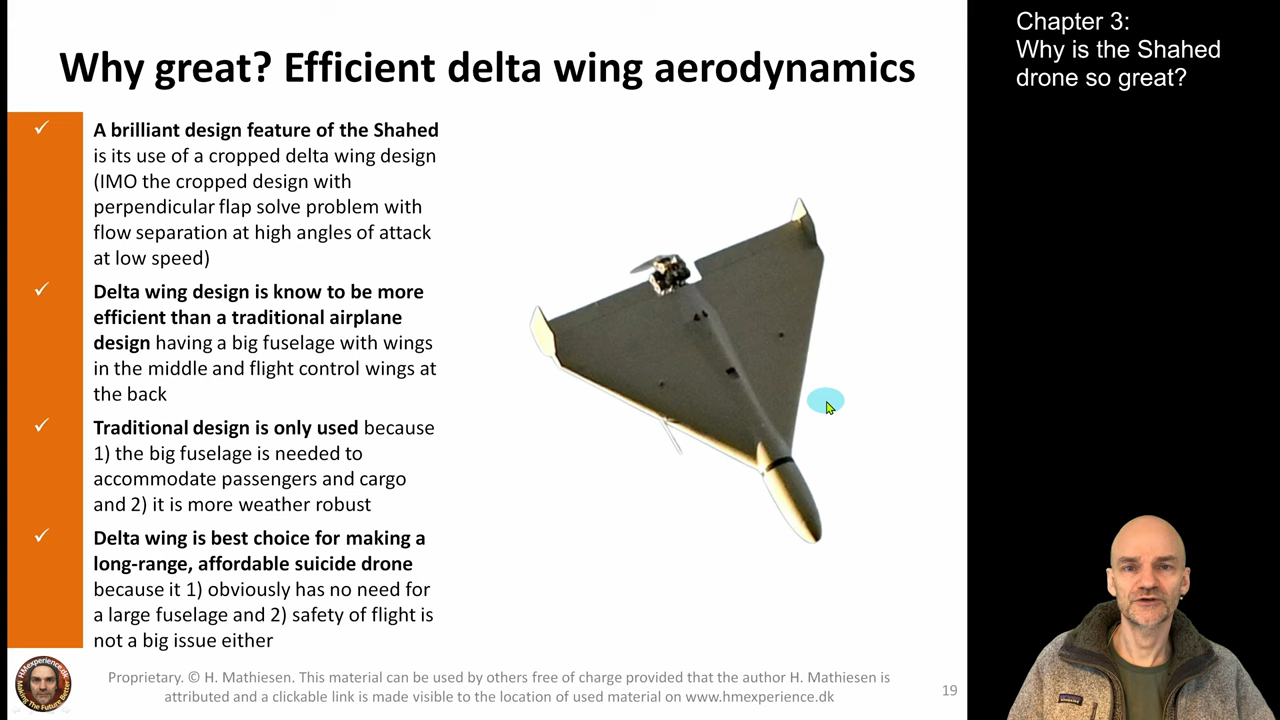 Why great? Efficient delta wing aerodynamics
Chapter 3:
Why is the Shahed
drone so great?
A brilliant design feature of the Shahed
is its use of a cropped delta wing design
(IMO the cropped design with
perpendicular flap solve problem with
flow separation at high angles of attack
at low speed)
Delta wing design is know to be more
efficient than a traditional airplane
design having a big fuselage with wings
in the middle and flight control wings at
the back
Traditional design is only used because
1) the big fuselage is needed to
accommodate passengers and cargo
and 2) it is more weather robust
Delta wing is best choice for making a
long-range, affordable suicide drone
because it 1) obviously has no need for
a large fuselage and 2) safety of flight is
not a big issue either
HMexperience.dk
Making The Future Better
Proprietary. © H. Mathiesen. This material can be used by others free of charge provided that the author H. Mathiesen is
attributed and a clickable link is made visible to the location of used material on www.hmexperience.dk
19
patagonia